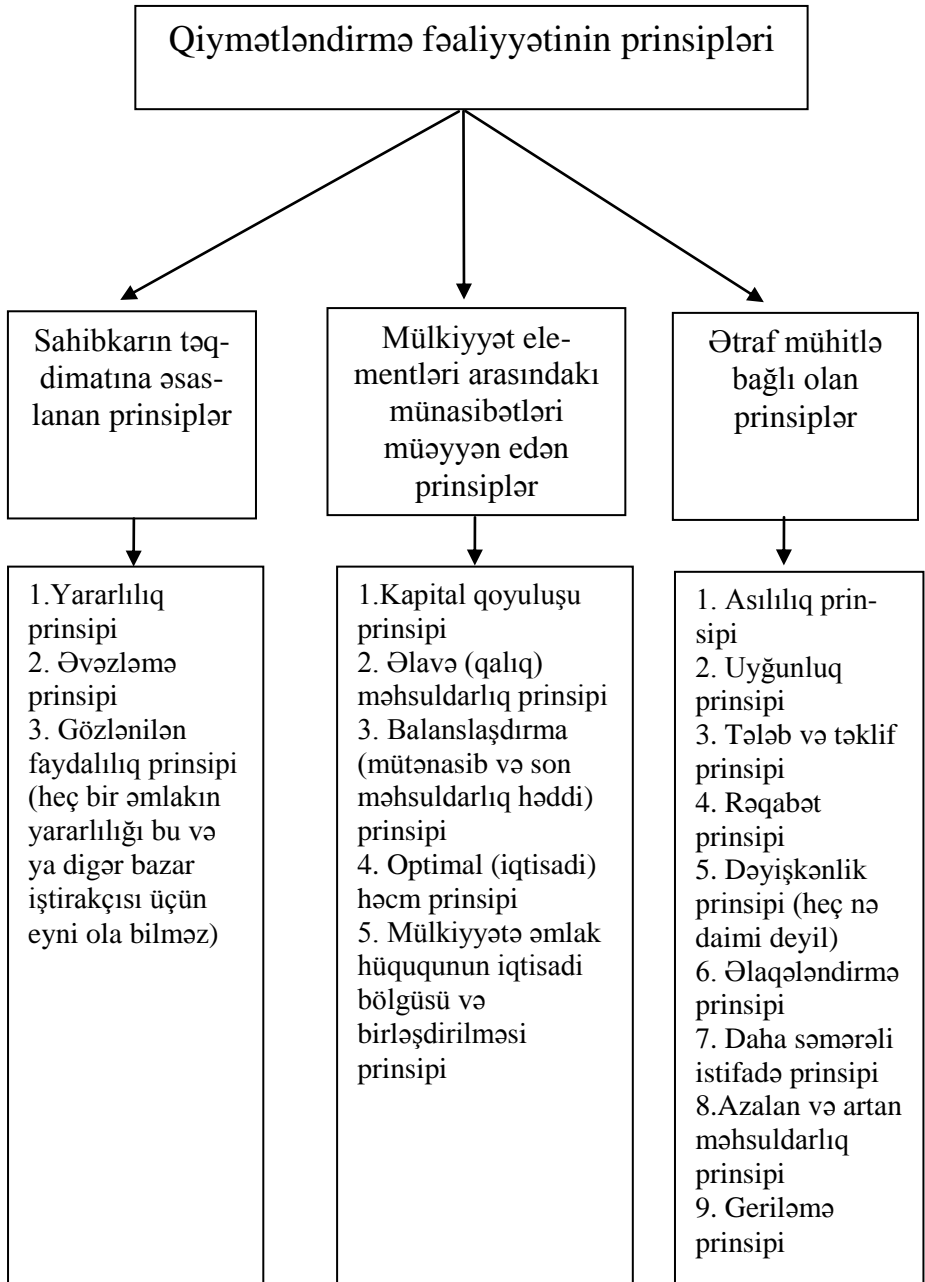 Qiymətləndirmə fəaliyyətinin prinsipləri
Sahibkarın təq-
dimatına əsas-
lanan prinsiplər
Mülkiyyət ele-
mentləri arasındakı
münasibətləri
müəyyən edən
prinsiplər
Ətraf mühitlə
bağlı olan
prinsiplər
1.Yararlılıq
prinsipi
2. Əvəzləmə
prinsipi
3. Gözlənilən
faydalılıq prinsipi
(heç bir əmlakın
yararlılığı bu və
ya digər bazar
iştirakçısı üçün
eyni ola bilməz)
1.Kapital qoyuluşu
prinsipi
2. Əlavə (qalıq)
məhsuldarlıq prinsipi
3. Balanslaşdırma
(mütənasib və son
məhsuldarlıq həddi)
prinsipi
4. Optimal (iqtisadi)
həcm prinsipi
5. Mülkiyyətə əmlak
hüququnun iqtisadi
bölgüsü və
birləşdirilməsi
prinsipi
1. Asılılıq prin-
sipi
2. Uyğunluq
prinsipi
3. Tələb və təklif
prinsipi
4. Rəqabət
prinsipi
5. Dəyişkənlik
prinsipi (heç nə
daimi deyil)
6. Əlaqələndirmə
prinsipi
7. Daha səmərəli
istifadə prinsipi
8.Azalan və artan
məhsuldarlıq
prinsipi
9. Geriləmə
prinsipi